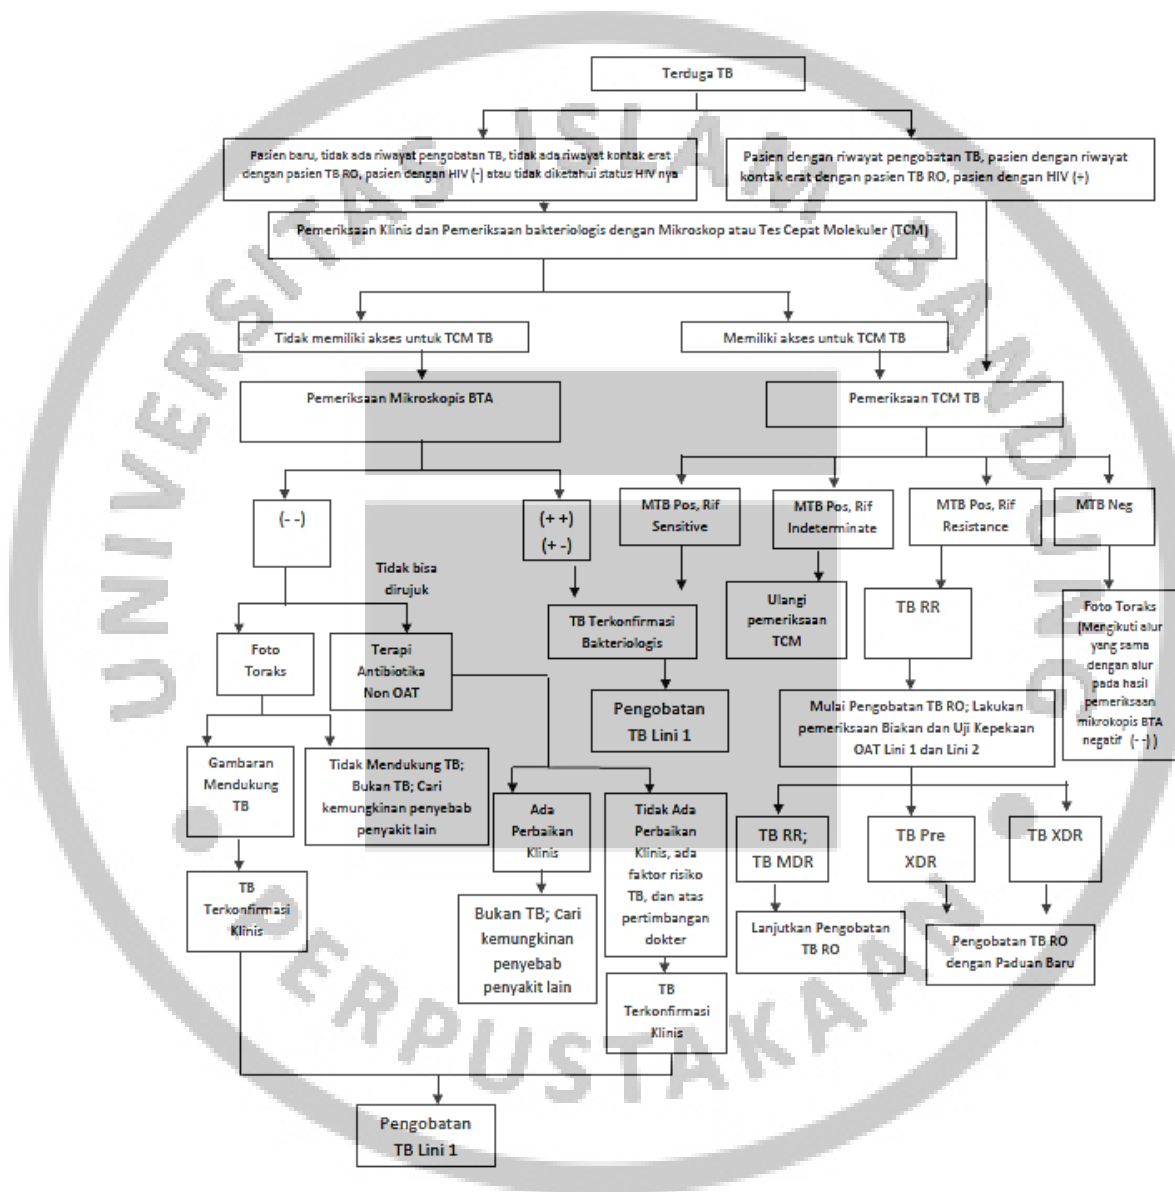 Terduga TB
Pasien baru, tidak ada riwayat pengobatan TB, tidak ada riwayat kontak erat
dengan pasien TB RO, pasien dengan HIV (-) atau tidak diketahui status HIV nya
Pasien dengan riwayat pengobatan TB, pasien dengan riwayat
kontak erat dengan pasien TB RO, pasien dengan HIV (+)
Pemeriksaan Klinis dan Pemeriksaan bakteriologis dengan Mikroskop atau Tes Cepat Molekuler (TCM)
Tidak memiliki akses untuk TCM TB
Memiliki akses untuk TCM TB
Pemeriksaan Mikroskopis BTA
Pemeriksaan TCM TB
(- -)
(+ +)
(+ -)
MTB Pos, Rif
Sensitive
MTB Pos, Rif
Indeterminate
MTB Pos, Rif
Resistance
MTB Neg
Tidak bisa
dirujuk
Foto
Toraks
Terapi
Antibiotika
Non OAT
TB Terkonfirmasi
Bakteriologis
Ulangi
pemeriksaan
TCM
TB RR
Foto Toraks
(Mengikuti alur
yang sama
dengan alur
pada hasil
pemeriksaan
mikrokopis BTA
negatif (- -) )
Pengobatan
TB Lini 1
Mulai Pengobatan TB RO; Lakukan
pemeriksaan Biakan dan Uji Kepekaan
OAT Lini 1 dan Lini 2
Gambaran
Mendukung
TB
Tidak Mendukung TB;
Bukan TB; Cari
kemungkinan penyebab
penyakit lain
Ada
Perbaikan
Klinis
Tidak Ada
Perbaikan
Klinis, ada
faktor risiko
TB, dan atas
pertimbangan
dokter
TB RR;
TB MDR
TB Pre
XDR
TB XDR
TB
Terkonfirmasi
Klinis
Bukan TB; Cari
kemungkinan
penyebab
penyakit lain
Lanjutkan Pengobatan
TB RO
Pengobatan TB RO
dengan Paduan Baru
TB
Terkonfirmasi
Klinis
Pengobatan
TB Lini 1
UNIVERSITAS ISLAM BANDUNG
PERPUSTAKAAN